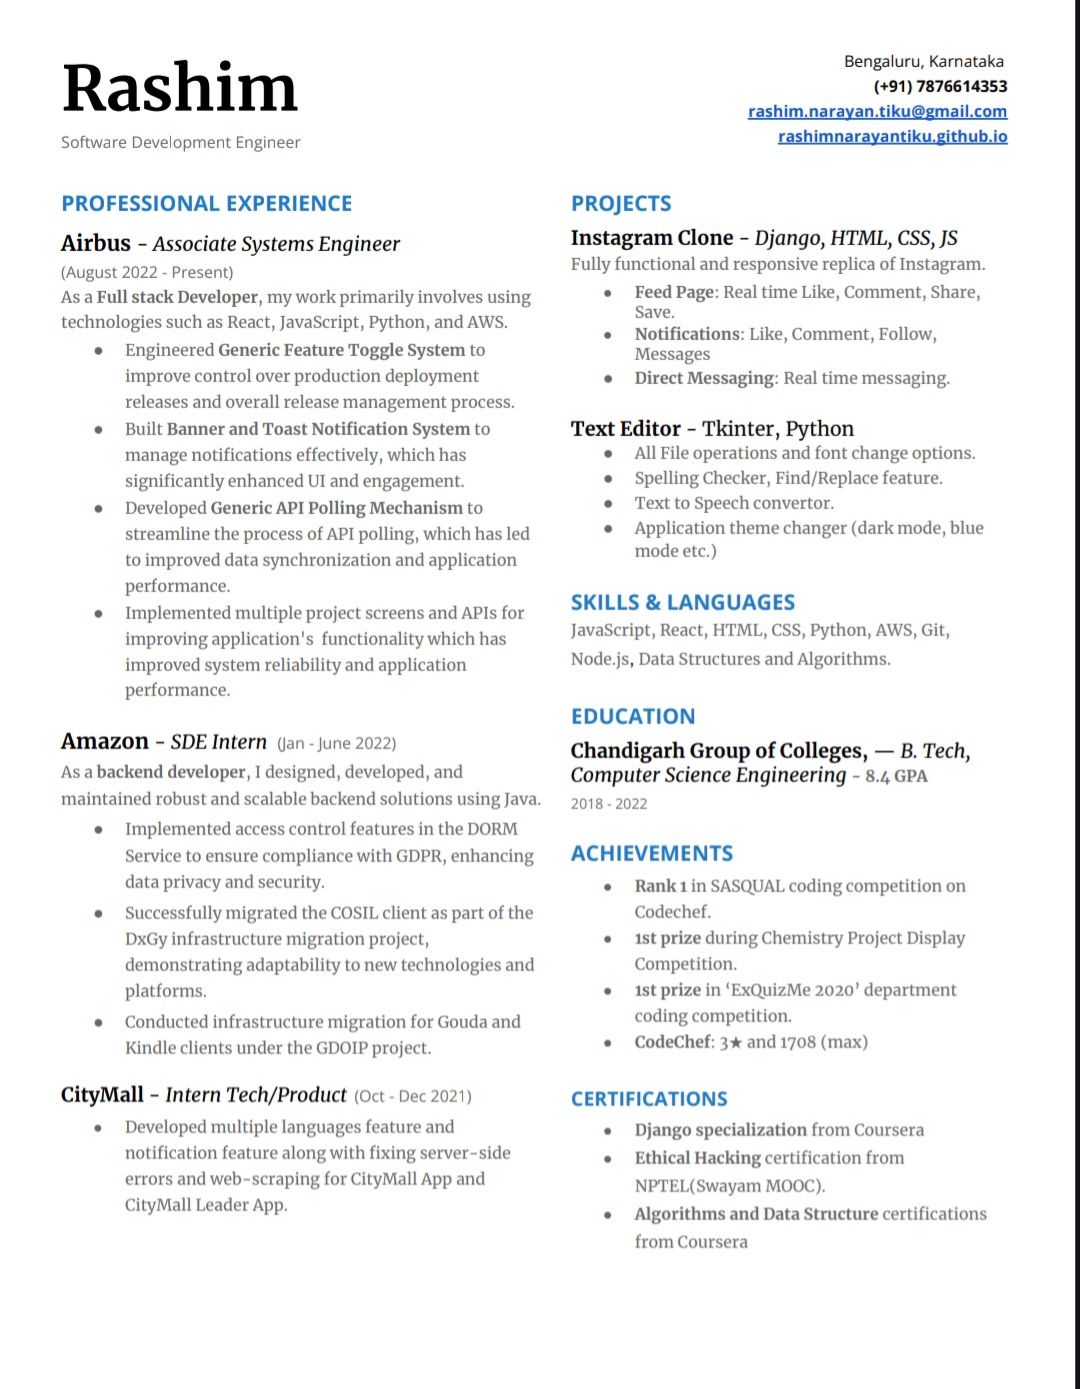 Rashim
Software Development Engineer
Bengaluru, Karnataka
(+91) 7876614353
rashim.narayan.tiku@gmail.com
rashimnarayantiku.github.io
PROFESSIONAL EXPERIENCE
Airbus – Associate Systems Engineer
(August 2022 - Present)
As a Full stack Developer, my work primarily involves using
technologies such as React, JavaScript, Python, and AWS.
● Engineered Generic Feature Toggle System to
improve control over production deployment
releases and overall release management process.
● Built Banner and Toast Notification System to
manage notifications effectively, which has
significantly enhanced UI and engagement.
● Developed Generic API Polling Mechanism to
streamline the process of API polling, which has led
to improved data synchronization and application
performance.
● Implemented multiple project screens and APIs for
improving application's  functionality which has
improved system reliability and application
performance.
Amazon – SDE Intern (Jan - June 2022)
As a backend developer, I designed, developed, and
maintained robust and scalable backend solutions using Java.
● Implemented access control features in the DORM
Service to ensure compliance with GDPR, enhancing
data privacy and security.
● Successfully migrated the COSIL client as part of the
DxGy infrastructure migration project,
demonstrating adaptability to new technologies and
platforms.
● Conducted infrastructure migration for Gouda and
Kindle clients under the GDOIP project.
CityMall – Intern Tech/Product (Oct - Dec 2021)
● Developed multiple languages feature and
notification feature along with fixing server-side
errors and web-scraping for CityMall App and
CityMall Leader App.
PROJECTS
Instagram Clone – Django, HTML, CSS, JS
Fully functional and responsive replica of Instagram.
● Feed Page: Real time Like, Comment, Share,
Save.
● Notifications: Like, Comment, Follow,
Messages
● Direct Messaging: Real time messaging.
Text Editor – Tkinter, Python
● All File operations and font change options.
● Spelling Checker, Find/Replace feature.
● Text to Speech convertor.
● Application theme changer (dark mode, blue
mode etc.)
SKILLS & LANGUAGES
JavaScript, React, HTML, CSS, Python, AWS, Git,
Node.js, Data Structures and Algorithms.
EDUCATION
Chandigarh Group of Colleges, — B. Tech,
Computer Science Engineering - 8.4 GPA
2018 - 2022
ACHIEVEMENTS
● Rank 1 in SASQUAL coding competition on
Codechef.
● 1st prize during Chemistry Project Display
Competition.
● 1st prize in ‘ExQuizMe 2020’ department
coding competition.
● CodeChef: 3★ and 1708 (max)
CERTIFICATIONS
● Django specialization from Coursera
● Ethical Hacking certification from
NPTEL(Swayam MOOC).
● Algorithms and Data Structure certifications
from Coursera